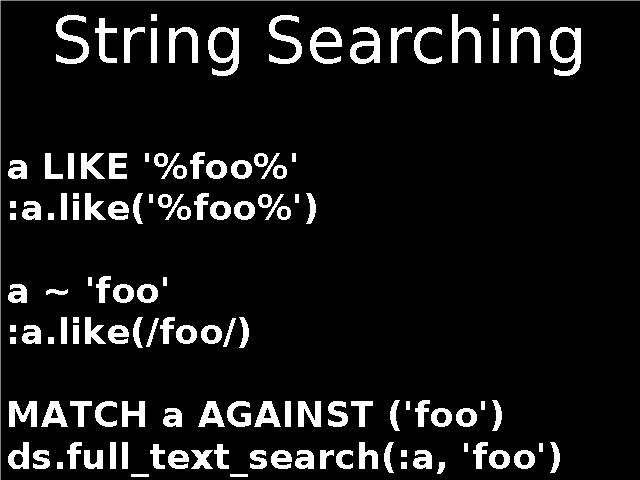 String Searching
a LIKE '%foo%'
:a.like('%foo%')
a ~ 'foo'
:a.like(/foo/)
MATCH a AGAINST ('foo')
ds.full_text_search(:a, 'foo')